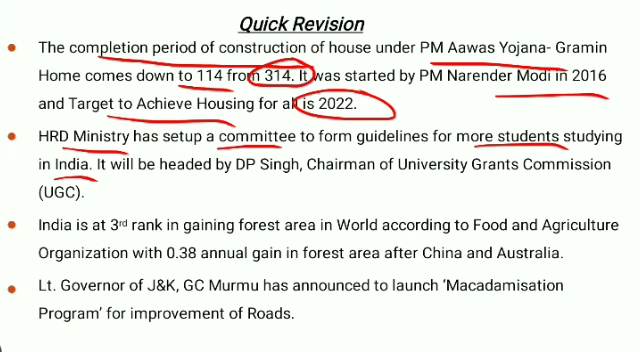 Quick Revision
The completion period of construction of house under PM Aawas Yojana- Gramin
Home comes down to 114 from 314. It was started by PM Narender Modi in 2016
and Target to Achieve Housing for all is 2022.
HRD Ministry has setup a committee to form guidelines for more students studying
in India. It will be headed by DP Singh, Chairman of University Grants Commission
(UGC).
India is at 3rd rank in gaining forest area in World according to Food and Agriculture
Organization with 0.38 annual gain in forest area after China and Australia.
Lt. Governor of J&K, GC Murmu has announced to launch ‘Macadamisation
Program’ for improvement of Roads.